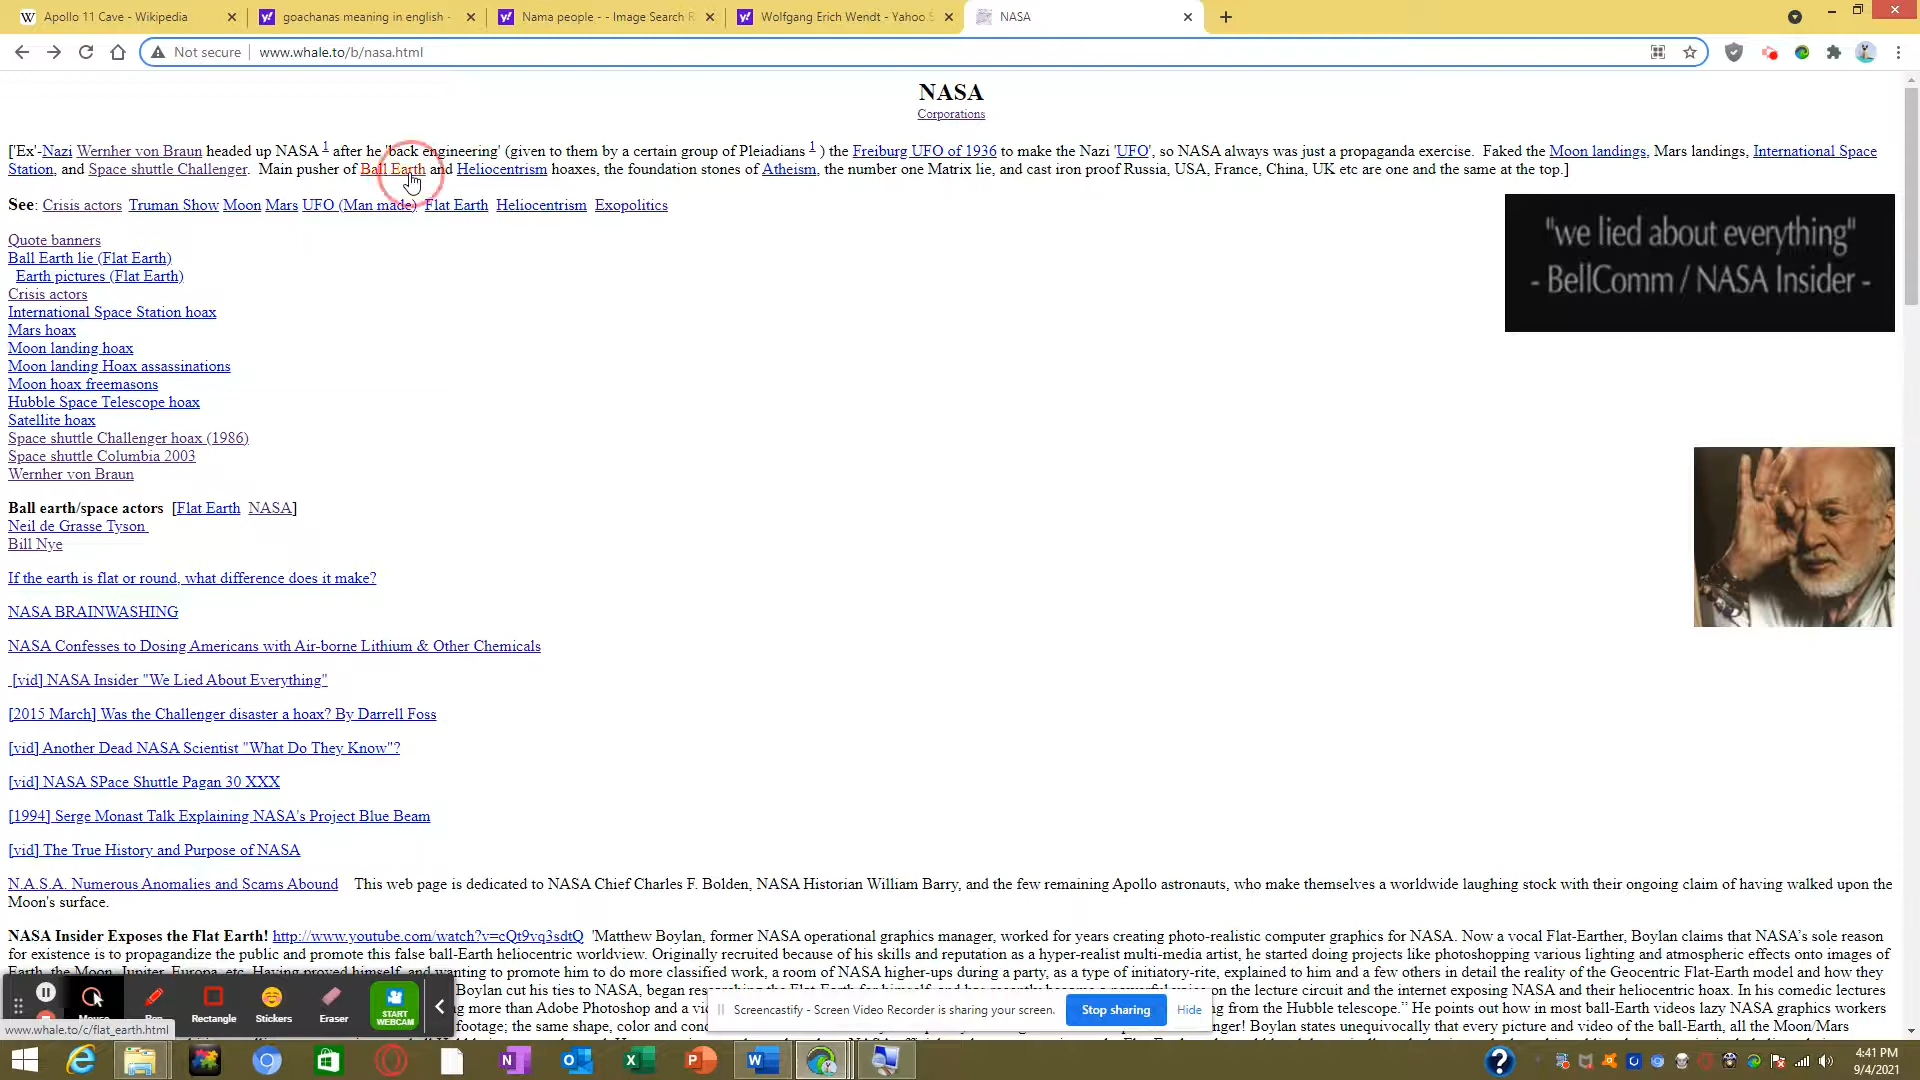 Apollo 11 Cave - Wikipedia
goachanas meaning in english -
Nama people - - Image Search R
Wolfgang Erich Wendt - Yahoo S
NASA
Not secure
www.whale.to/b/nasa.html
NASA
Corporations
['Ex'-Nazi Wernher von Braun headed up NASA 1 after he 'back engineering' (given to them by a certain group of Pleiadians 1 ) the Freiburg UFO of 1936 to make the Nazi 'UFO', so NASA always was just a propaganda exercise. Faked the Moon landings, Mars landings, International Space
Station, and Space shuttle Challenger. Main pusher of Ball Earth and Heliocentrism hoaxes, the foundation stones of Atheism, the number one Matrix lie, and cast iron proof Russia, USA, France, China, UK etc are one and the same at the top.]
See: Crisis actors Truman Show Moon Mars UFO (Man made) Flat Earth Heliocentrism Exopolitics
"we lied about everything"
- BellComm / NASA Insider -
Quote banners
Ball Earth lie (Flat Earth)
Earth pictures (Flat Earth)
Crisis actors
International Space Station hoax
Mars hoax
Moon landing hoax
Moon landing Hoax assassinations
Moon hoax freemasons
Hubble Space Telescope hoax
Satellite hoax
Space shuttle Challenger hoax (1986)
Space shuttle Columbia 2003
Wernher von Braun
Ball earth/space actors [Flat Earth NASA]
Neil de Grasse Tyson
Bill Nye
If the earth is flat or round, what difference does it make?
NASA BRAINWASHING
NASA Confesses to Dosing Americans with Air-borne Lithium & Other Chemicals
[vid] NASA Insider "We Lied About Everything"
[2015 March] Was the Challenger disaster a hoax? By Darrell Foss
[vid] Another Dead NASA Scientist "What Do They Know"?
[vid] NASA SPace Shuttle Pagan 30 XXX
[1994] Serge Monast Talk Explaining NASA's Project Blue Beam
[vid] The True History and Purpose of NASA
N.A.S.A. Numerous Anomalies and Scams Abound This web page is dedicated to NASA Chief Charles F. Bolden, NASA Historian William Barry, and the few remaining Apollo astronauts, who make themselves a worldwide laughing stock with their ongoing claim of having walked upon the
Moon's surface.
NASA Insider Exposes the Flat Earth! http://www.youtube.com/watch?v=cQt9vq3sdtQ 'Matthew Boylan, former NASA operational graphics manager, worked for years creating photo-realistic computer graphics for NASA. Now a vocal Flat-Earther, Boylan claims that NASA's sole reason
for existence is to propagandize the public and promote this false ball-Earth heliocentric worldview. Originally recruited because of his skills and reputation as a hyper-realist multi-media artist, he started doing projects like photoshopping various lighting and atmospheric effects onto images of
Earth, the Moon, Jupiter, Europa, etc. Having proved himself, and wanting to promote him to do more classified work, a room of NASA higher-ups during a party, as a type of initiatory-rite, explained to him and a few others in detail the reality of the Geocentric Flat-Earth model and how they
Boylan cut his ties to NASA, began on the lecture circuit and the internet exposing NASA and their heliocentric hoax. In his comedic lectures
ng more than Adobe Photoshop and a vi ng from the Hubble telescope." He points out how in most ball-Earth videos lazy NASA graphics workers
footage; the same shape, color and cond nger! Boylan states unequivocally that every picture and video of the ball-Earth, all the Moon/Mars
Mouse
Pen
Rectangle
Stickers
Eraser
START
WEBCAM
Screencastify - Screen Video Recorder is sharing your screen.
Stop sharing
Hide
www.whale.to/c/flat_earth.html
4:41 PM
9/4/2021